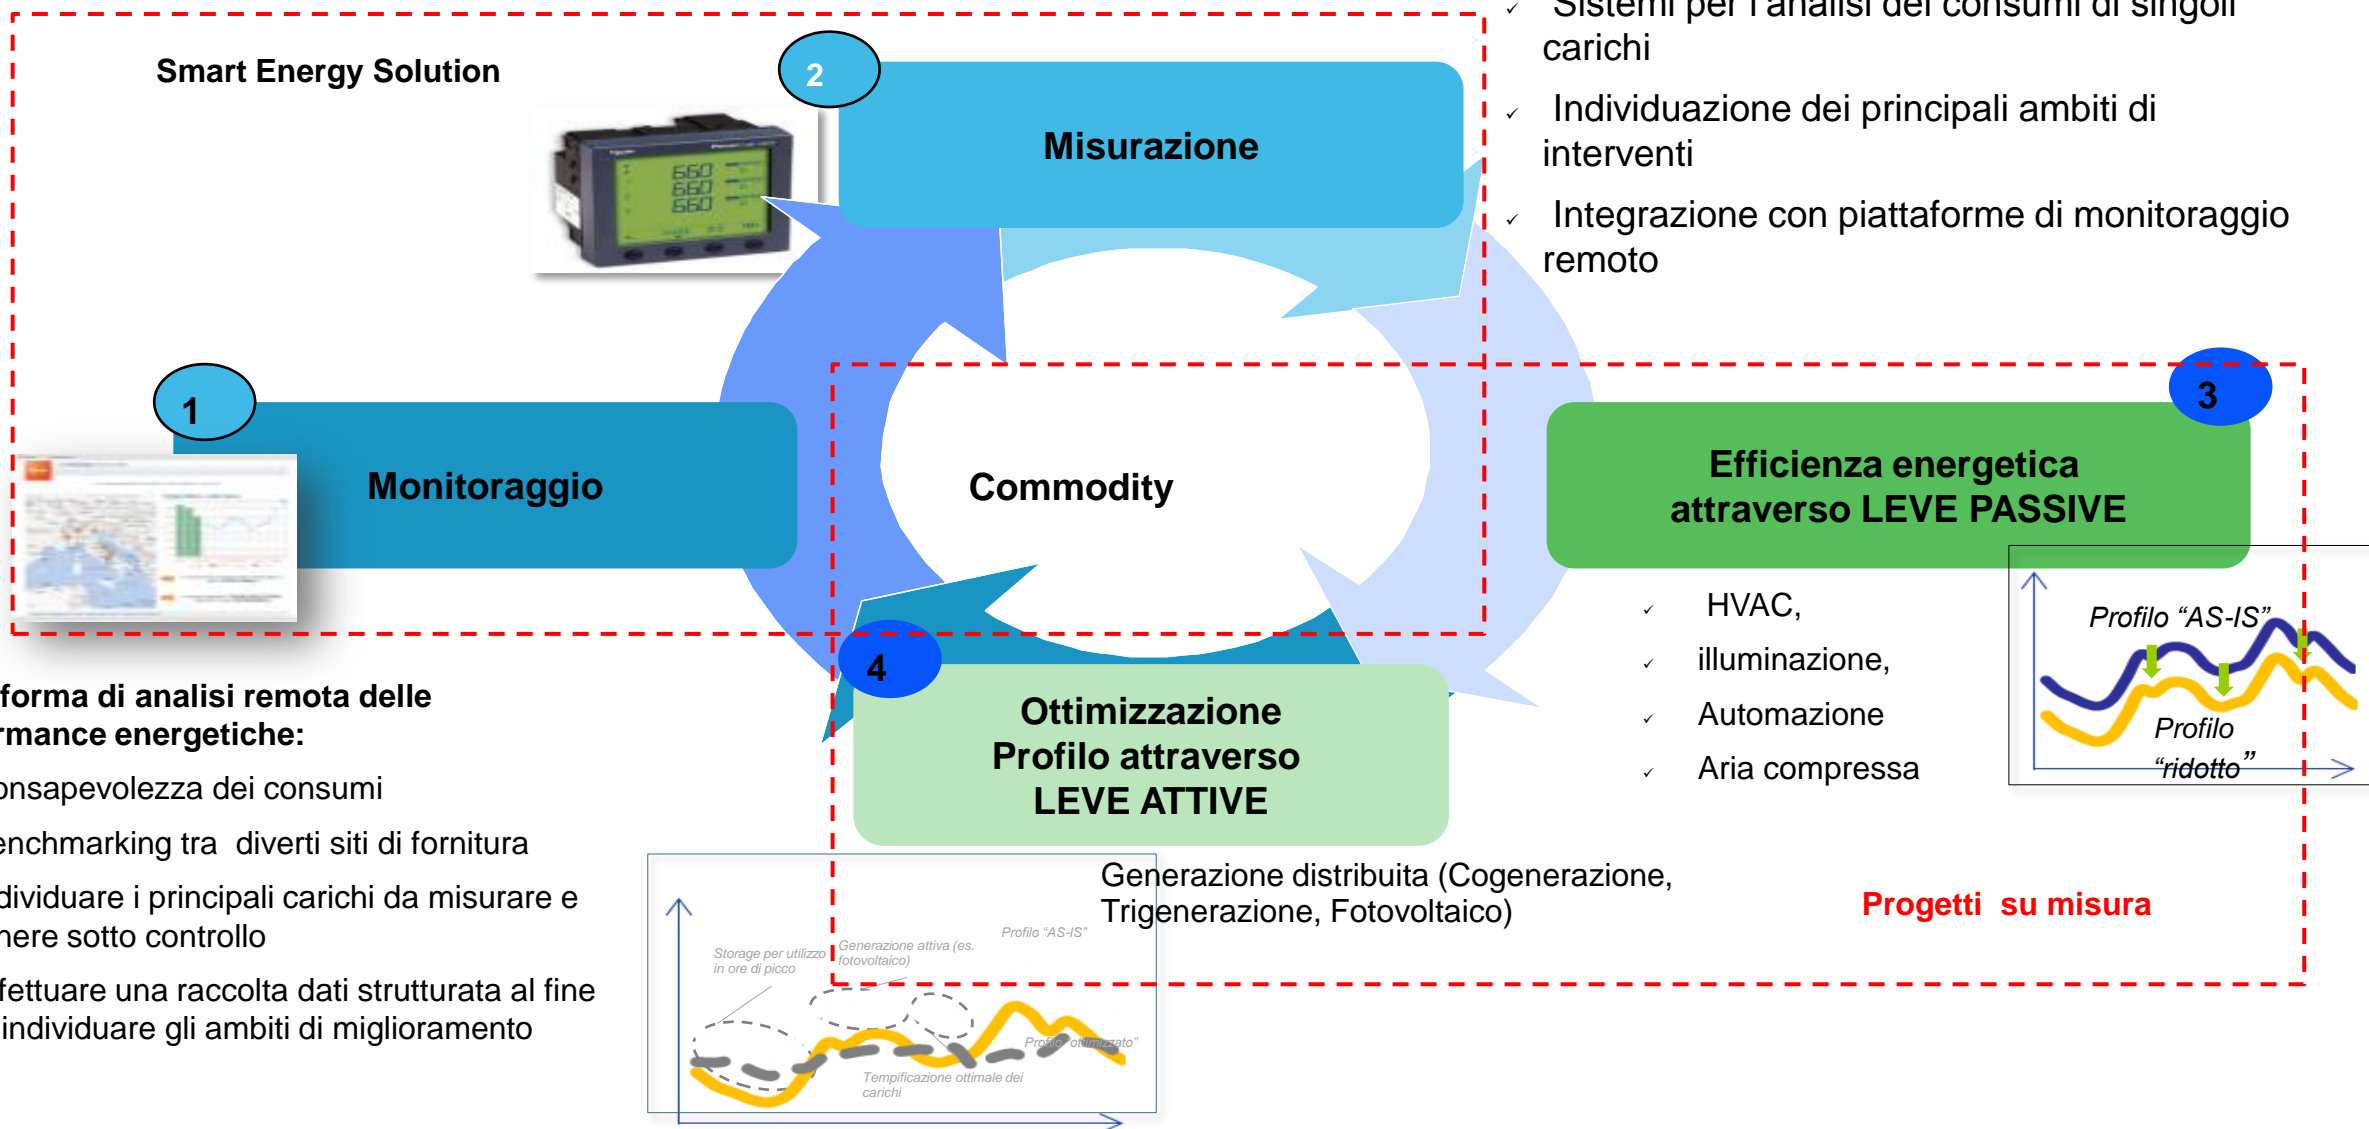 Sistemi per l'analisi dei consumi di singoli
carichi
Smart Energy Solution
2
Misurazione
660
660
660
Individuazione dei principali ambiti di
interventi
Integrazione con piattaforme di monitoraggio
remoto
1
Monitoraggio
Commodity
3
Efficienza energetica
attraverso LEVE PASSIVE
HVAC,
illuminazione,
Automazione
Aria compressa
Profilo “AS-IS”
Profilo
“ridotto”
4
Ottimizzazione
Profilo attraverso
LEVE ATTIVE
forma di analisi remota delle
rmance energetiche:
onsapevolezza dei consumi
enchmarking tra diverti siti di fornitura
dividuare i principali carichi da misurare e
nere sotto controllo
fettuare una raccolta dati strutturata al fine
individuare gli ambiti di miglioramento
Generazione distribuita (Cogenerazione,
Trigenerazione, Fotovoltaico)
Progetti su misura
Storage per utilizzo
in ore di picco
Generazione attiva (es.
fotovoltaico)
Profilo “AS-IS”
Profilo “ottimizzato”
Tempificazione ottimale dei
carichi